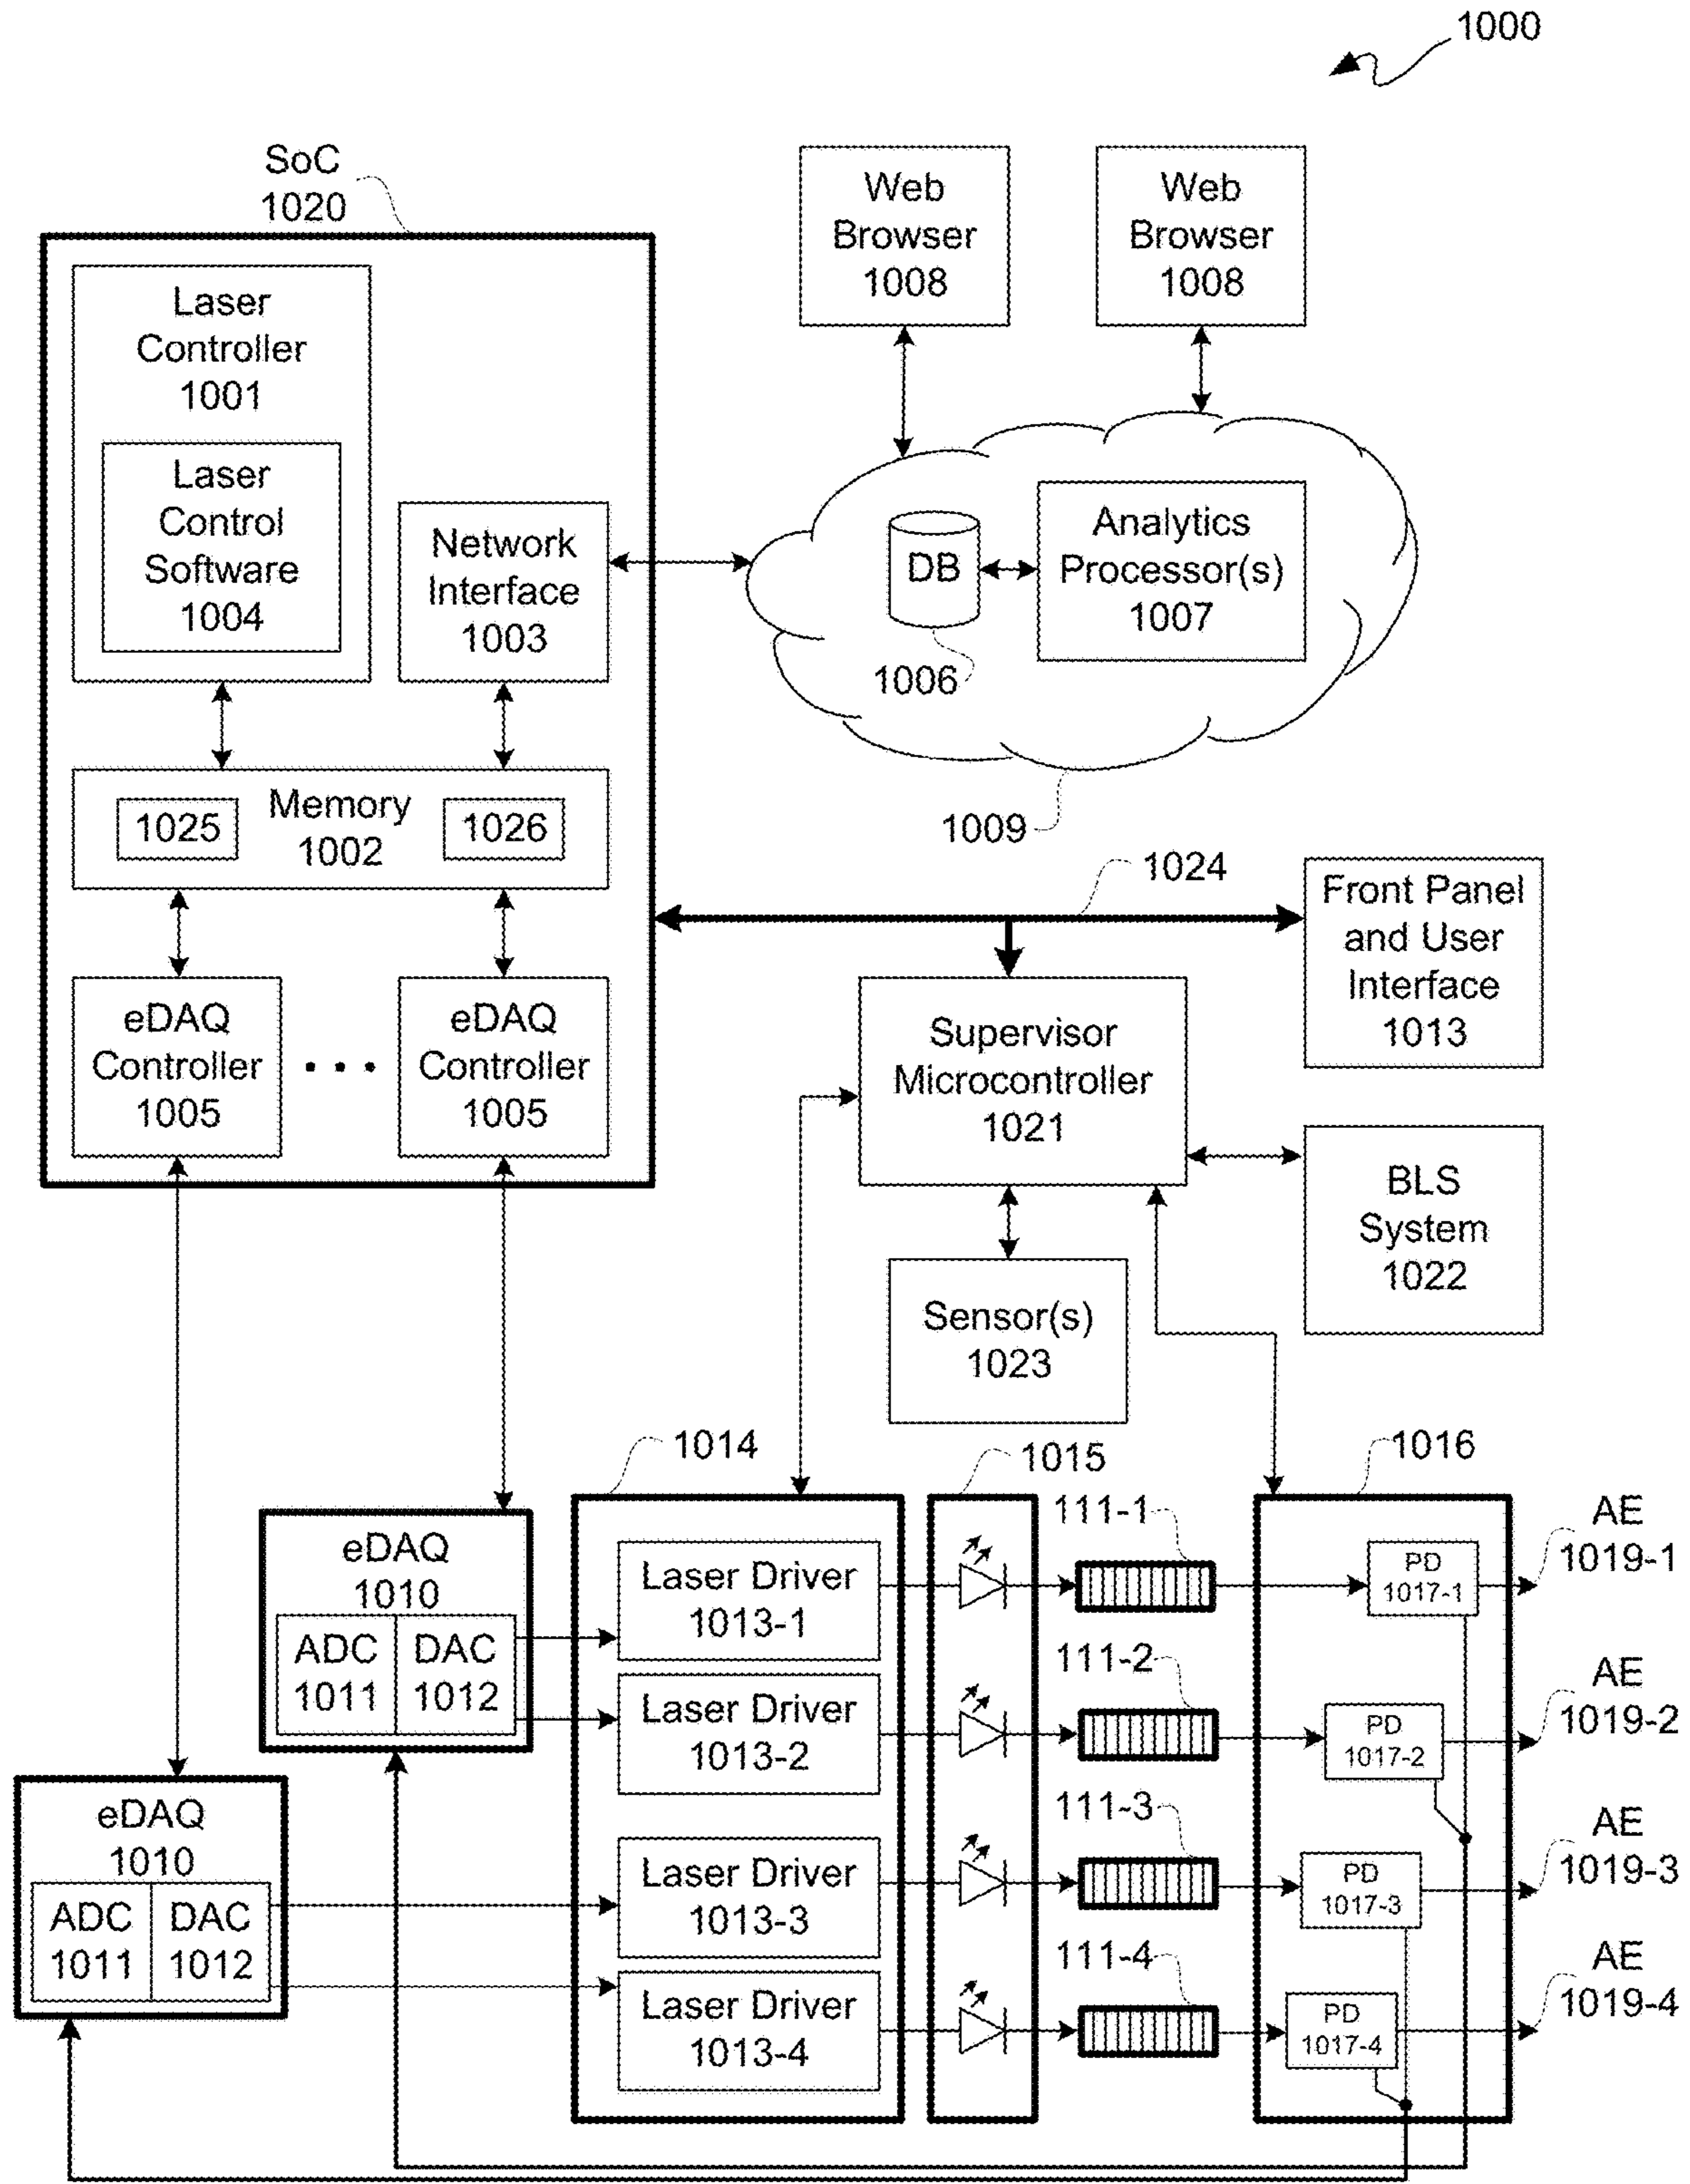 1000
SoC
1020
Laser
Controller
1001
Laser
Control
Software
1004
Network
Interface
1003
Memory
1002
1025
1026
eDAQ
Controller
1005
eDAQ
Controller
1005
Web
Browser
1008
Web
Browser
1008
DB
1006
Analytics
Processor(s)
1007
1009
1024
Front Panel
and User
Interface
1013
Supervisor
Microcontroller
1021
BLS
System
1022
Sensor(s)
1023
eDAQ
1010
ADC
1011
DAC
1012
eDAQ
1010
ADC
1011
DAC
1012
1014
Laser Driver
1013-1
Laser Driver
1013-2
Laser Driver
1013-3
Laser Driver
1013-4
1015
111-1
111-2
111-3
111-4
1016
PD
1017-1
PD
1017-2
PD
1017-3
PD
1017-4
AE
1019-1
AE
1019-2
AE
1019-3
AE
1019-4